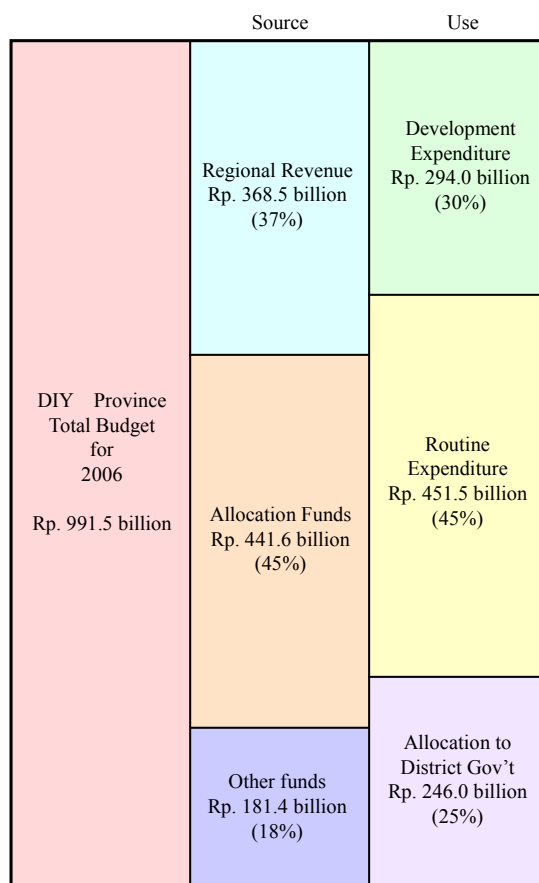 Source
Use
DIY Province
Total Budget
for
2006
Rp. 991.5 billion
Regional Revenue
Rp. 368.5 billion
(37%)
Allocation Funds
Rp. 441.6 billion
(45%)
Other funds
Rp. 181.4 billion
(18%)
Development
Expenditure
Rp. 294.0 billion
(30%)
Routine
Expenditure
Rp. 451.5 billion
(45%)
Allocation to
District Gov’t
Rp. 246.0 billion
(25%)